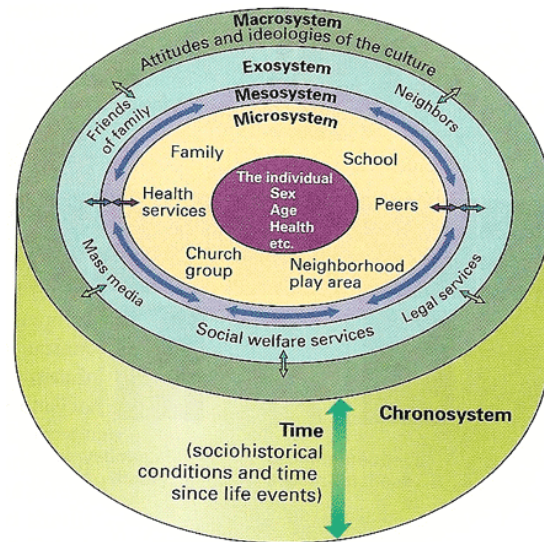 Macrosystem
Attitudes and ideologies of the culture
Exosystem
Mesosystem
Microsystem
Friends
of family
Neighbors
Family
School
The individual
Sex
Age
Health
etc.
Health
services
Peers
Church
group
Neighborhood
play area
Mass media
Legal services
Social welfare services
Chronosystem
Time
(sociohistorical
conditions and time
since life events)